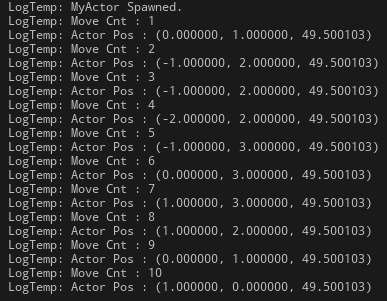 LogTemp: MyActor Spawned.
LogTemp: Move Cnt : 1
LogTemp: Actor Pos : (0.000000, 1.000000, 49.500103)
LogTemp: Move Cnt : 2
LogTemp: Actor Pos : (-1.000000, 2.000000, 49.500103)
LogTemp: Move Cnt : 3
LogTemp: Actor Pos : (-1.000000, 2.000000, 49.500103)
LogTemp: Move Cnt : 4
LogTemp: Actor Pos : (-2.000000, 2.000000, 49.500103)
LogTemp: Move Cnt : 5
LogTemp: Actor Pos : (-1.000000, 3.000000, 49.500103)
LogTemp: Move Cnt : 6
LogTemp: Actor Pos : (0.000000, 3.000000, 49.500103)
LogTemp: Move Cnt : 7
LogTemp: Actor Pos : (1.000000, 3.000000, 49.500103)
LogTemp: Move Cnt : 8
LogTemp: Actor Pos : (1.000000, 2.000000, 49.500103)
LogTemp: Move Cnt : 9
LogTemp: Actor Pos : (0.000000, 1.000000, 49.500103)
LogTemp: Move Cnt : 10
LogTemp: Actor Pos : (1.000000, 0.000000, 49.500103)